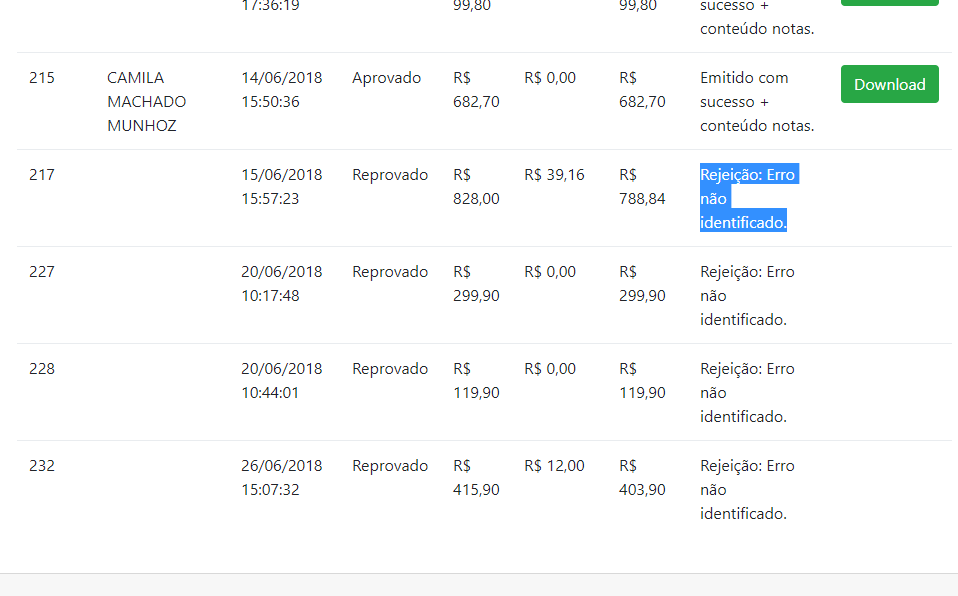 17:36:19 99,80 99,80 sucesso +
conteúdo notas.
215 CAMILA 14/06/2018 Aprovado R$ R$ 0,00 R$ Emitido com Download
MACHADO 15:50:36 682,70 682,70 sucesso +
MUNHOZ conteúdo notas.
217 15/06/2018 Reprovado R$ R$ 39,16 R$ Rejeição: Erro
15:57:23 828,00 788,84 não
identificado.
227 20/06/2018 Reprovado R$ R$ 0,00 R$ Rejeição: Erro
10:17:48 299,90 299,90 não
identificado.
228 20/06/2018 Reprovado R$ R$ 0,00 R$ Rejeição: Erro
10:44:01 119,90 119,90 não
identificado.
232 26/06/2018 Reprovado R$ R$ 12,00 R$ Rejeição: Erro
15:07:32 415,90 403,90 não
identificado.